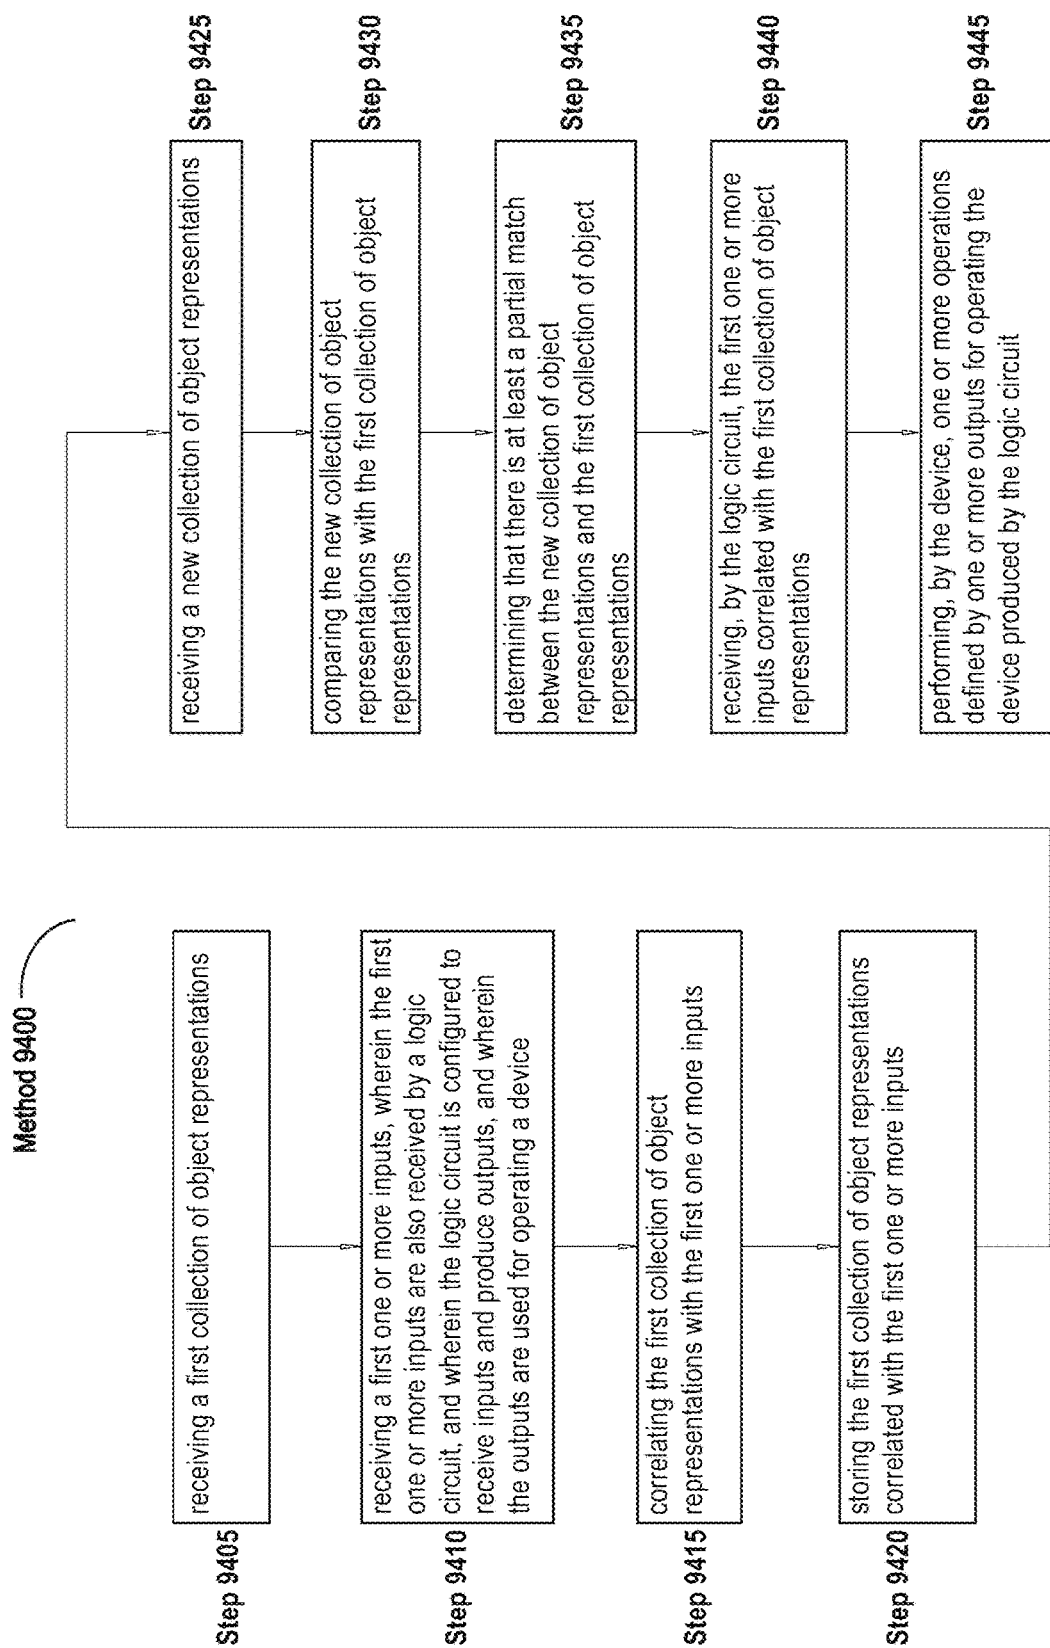 Method 9400
Step 9405
receiving a first collection of object representations
Step 9410
receiving a first one or more inputs, wherein the first
one or more inputs are also received by a logic
circuit, and wherein the logic circuit is configured to
receive inputs and produce outputs, and wherein
the outputs are used for operating a device
Step 9415
correlating the first collection of object
representations with the first one or more inputs
Step 9420
storing the first collection of object representations
correlated with the first one or more inputs
receiving a new collection of object representations
Step 9425
comparing the new collection of object
representations with the first collection of object
representations
Step 9430
determining that there is at least a partial match
between the new collection of object
representations and the first collection of object
representations
Step 9435
receiving, by the logic circuit, the first one or more
inputs correlated with the first collection of object
representations
Step 9440
performing, by the device, one or more operations
defined by one or more outputs for operating the
device produced by the logic circuit
Step 9445